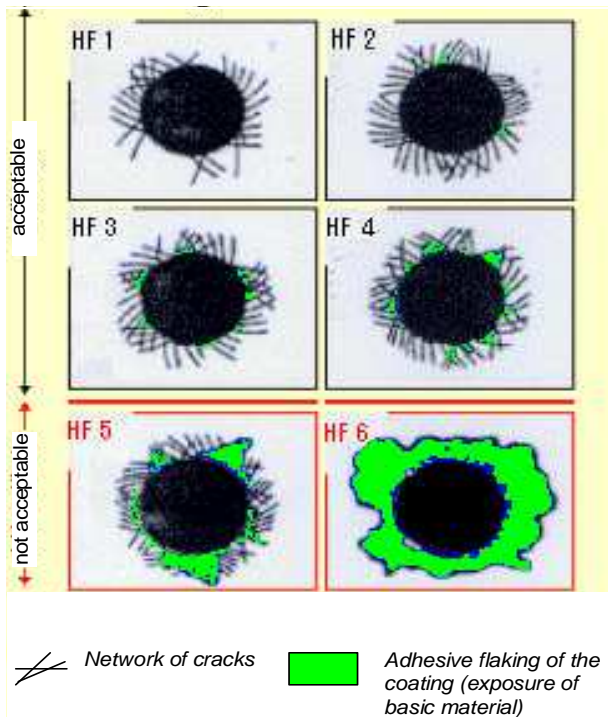 HF 1
HF 2
acceptable
HF 3
HF 4
HF 5
HF 6
not acceptable
Network of cracks
Adhesive flaking of the
coating (exposure of
basic material)